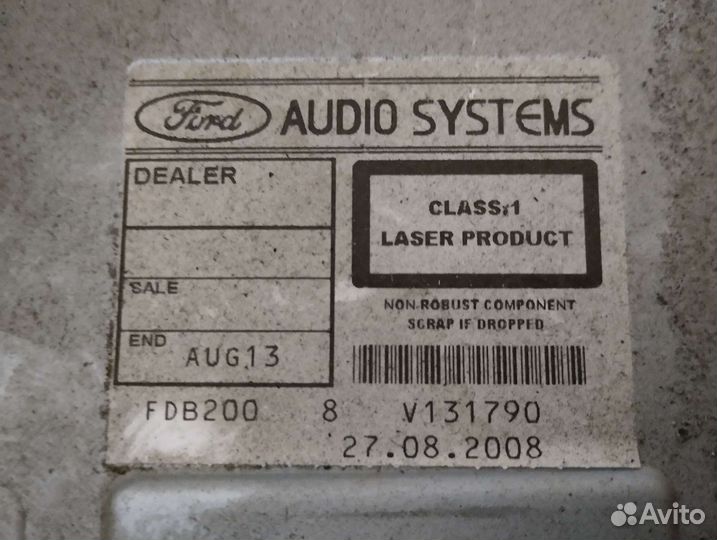 Ford AUDIO SYSTEMS
DEALER
SALE
END AUG13
CLASS 1
LASER PRODUCT
NON-ROBUST COMPONENT
SCRAP IF DROPPED
FDB200 8 V131790
27.08.2008
Avito